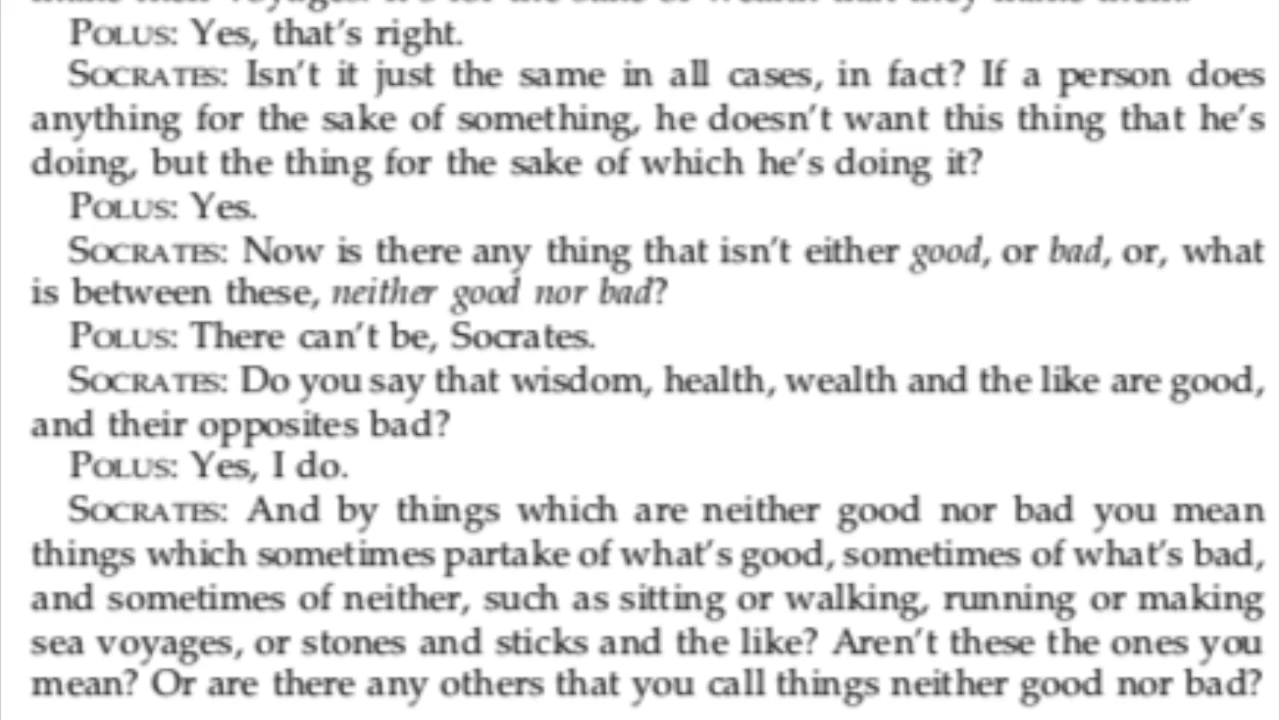 POLUS: Yes, that's right.
SOCRATES: Isn't it just the same in all cases, in fact? If a person does
anything for the sake of something, he doesn't want this thing that he's
doing, but the thing for the sake of which he's doing it?
POLUS: Yes.
SOCRATES: Now is there any thing that isn't either good, or bad, or, what
is between these, neither good nor bad?
POLUS: There can't be, Socrates.
SOCRATES: Do you say that wisdom, health, wealth and the like are good,
and their opposites bad?
POLUS: Yes, I do.
SOCRATES: And by things which are neither good nor bad you mean
things which sometimes partake of what's good, sometimes of what's bad,
and sometimes of neither, such as sitting or walking, running or making
sea voyages, or stones and sticks and the like? Aren't these the ones you
mean? Or are there any others that you call things neither good nor bad?